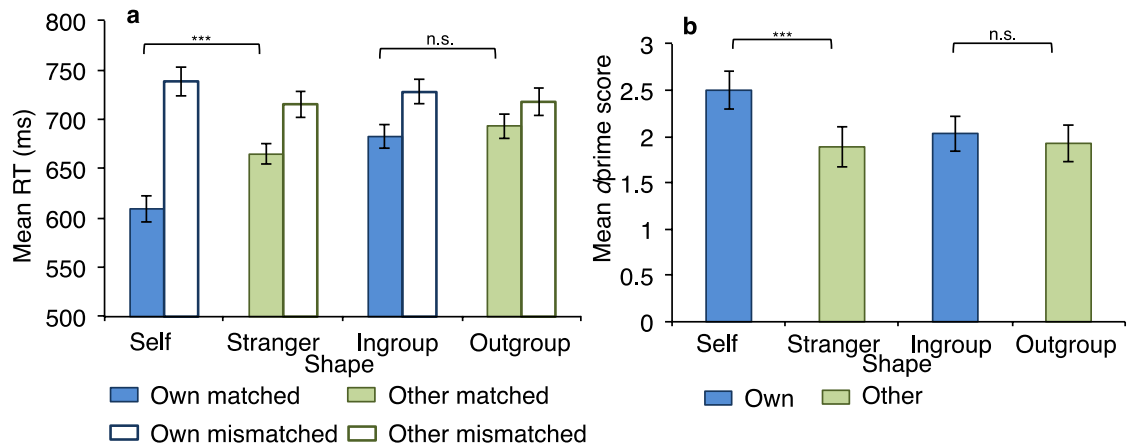 a
Mean RT (ms)
800
750
700
650
600
550
500
***
n.s.
Self Stranger Ingroup Outgroup
Shape
Own matched Other matched
Own mismatched Other mismatched
b
Mean dprime score
3
2.5
2
1.5
1
0.5
0
***
n.s.
Self Stranger Ingroup Outgroup
Shape
Own Other